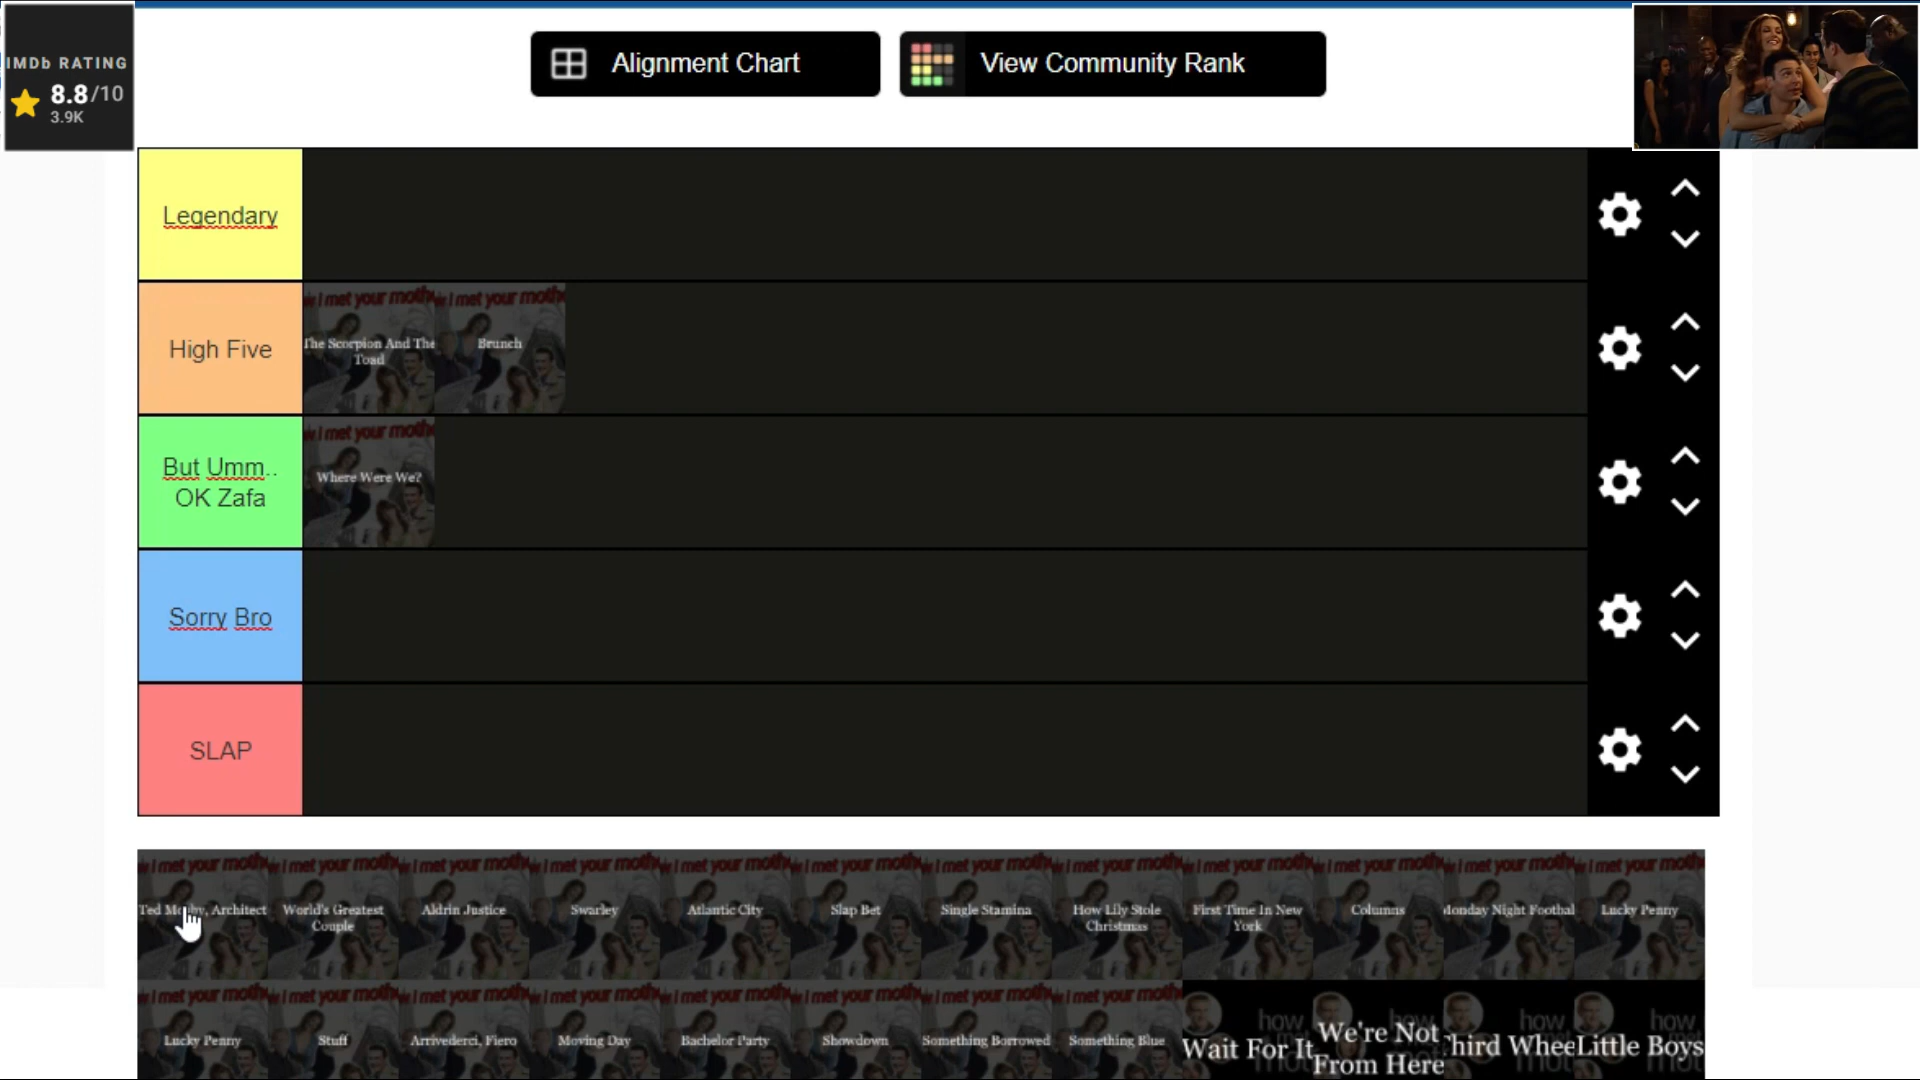 IMDb RATING
8.8/10
3.9K
Alignment Chart
View Community Rank
Legendary
High Five
The Scorpion And The
Toad
Brunch
But Umm..
OK Zafa
Where Were We?
Sorry Bro
SLAP
Ted Mosby, Architect
World's Greatest
Couple
Aldrin Justice
Swarley
Atlantic City
Slap Bet
Single Stamina
How Lily Stole
Christmas
First Time In New
York
Columns
Monday Night Footbal
Lucky Penny
Lucky Penny
Stuff
Arrivederci, Fiero
Moving Day
Bachelor Party
Showdown
Something Borrowed
Something Blue
Wait For It
We're Not
From Here
Third Whee
Little Boys